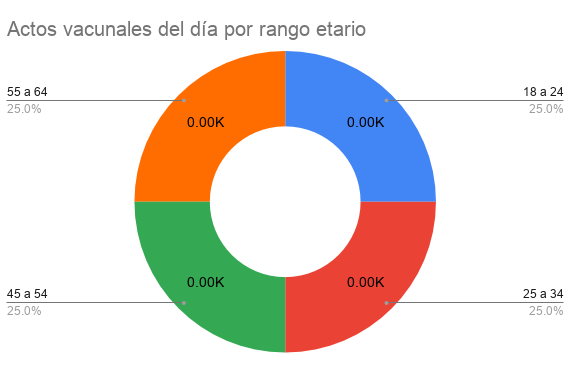 Actos vacunales del día por rango etario
55 a 64
25.0%
18 a 24
25.0%
0.00K
0.00K
0.00K
0.00K
45 a 54
25.0%
25 a 34
25.0%